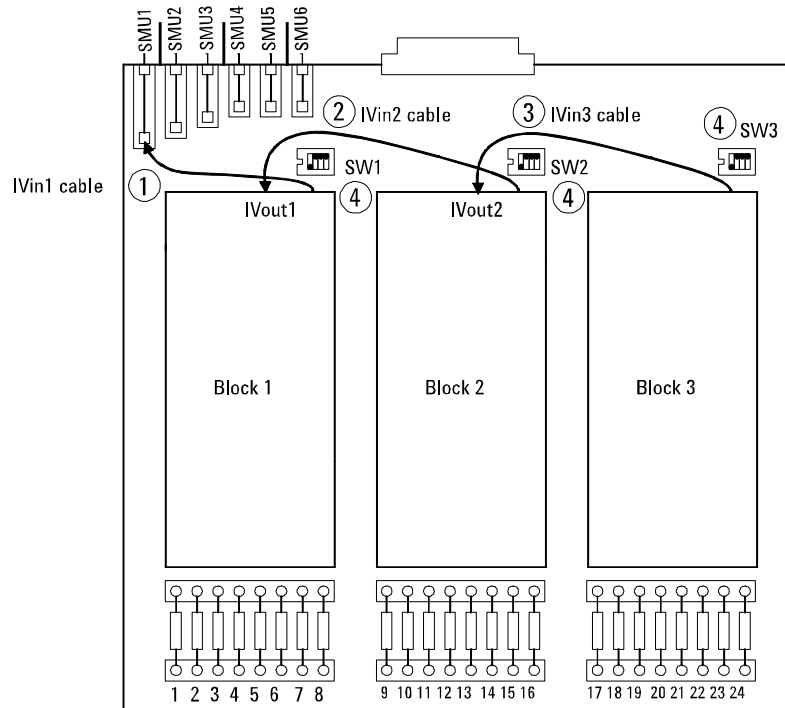 SMU1 SMU2 SMU3 SMU4 SMU5 SMU6
2 IVin2 cable
3 IVin3 cable
4 SW3
IVin1 cable 1
SW1
4
SW2
4
IVout1
IVout2
Block 1
Block 2
Block 3
1 2 3 4 5 6 7 8
9 10 11 12 13 14 15 16
17 18 19 20 21 22 23 24